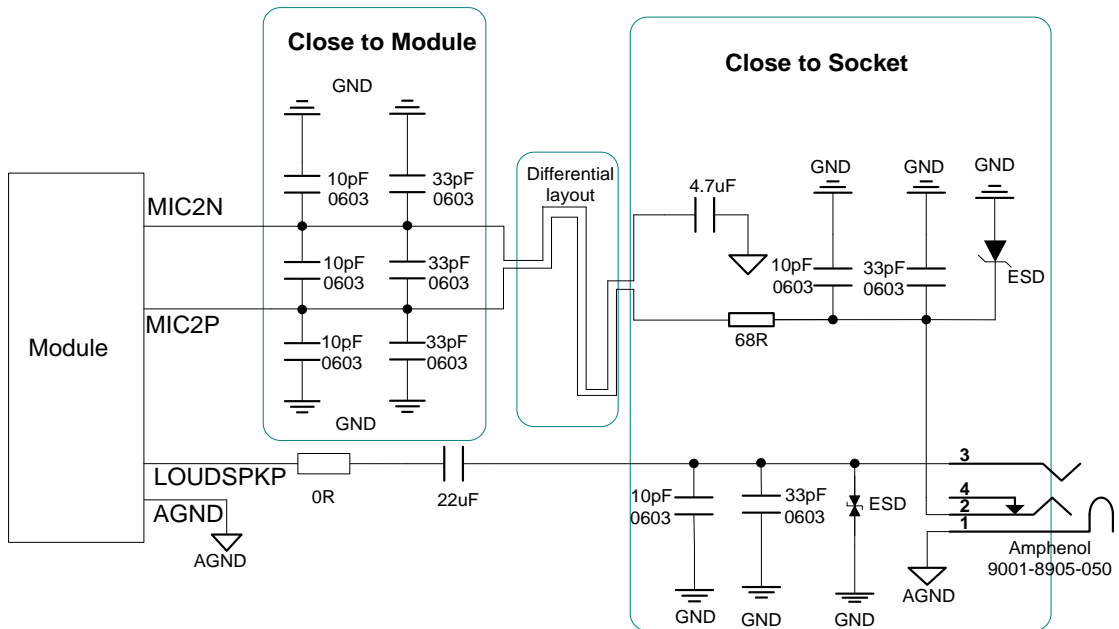 Close to Module
GND
10pF
0603
33pF
0603
MIC2N
10pF
0603
33pF
0603
MIC2P
10pF
0603
33pF
0603
GND
Module
LOUDSPKP
0R
22uF
AGND
AGND
Differential
layout
Close to Socket
4.7uF
GND
GND
GND
10pF
0603
33pF
0603
ESD
68R
3
4
2
1
10pF
0603
33pF
0603
ESD
Amphenol
9001-8905-050
AGND
GND
GND
GND